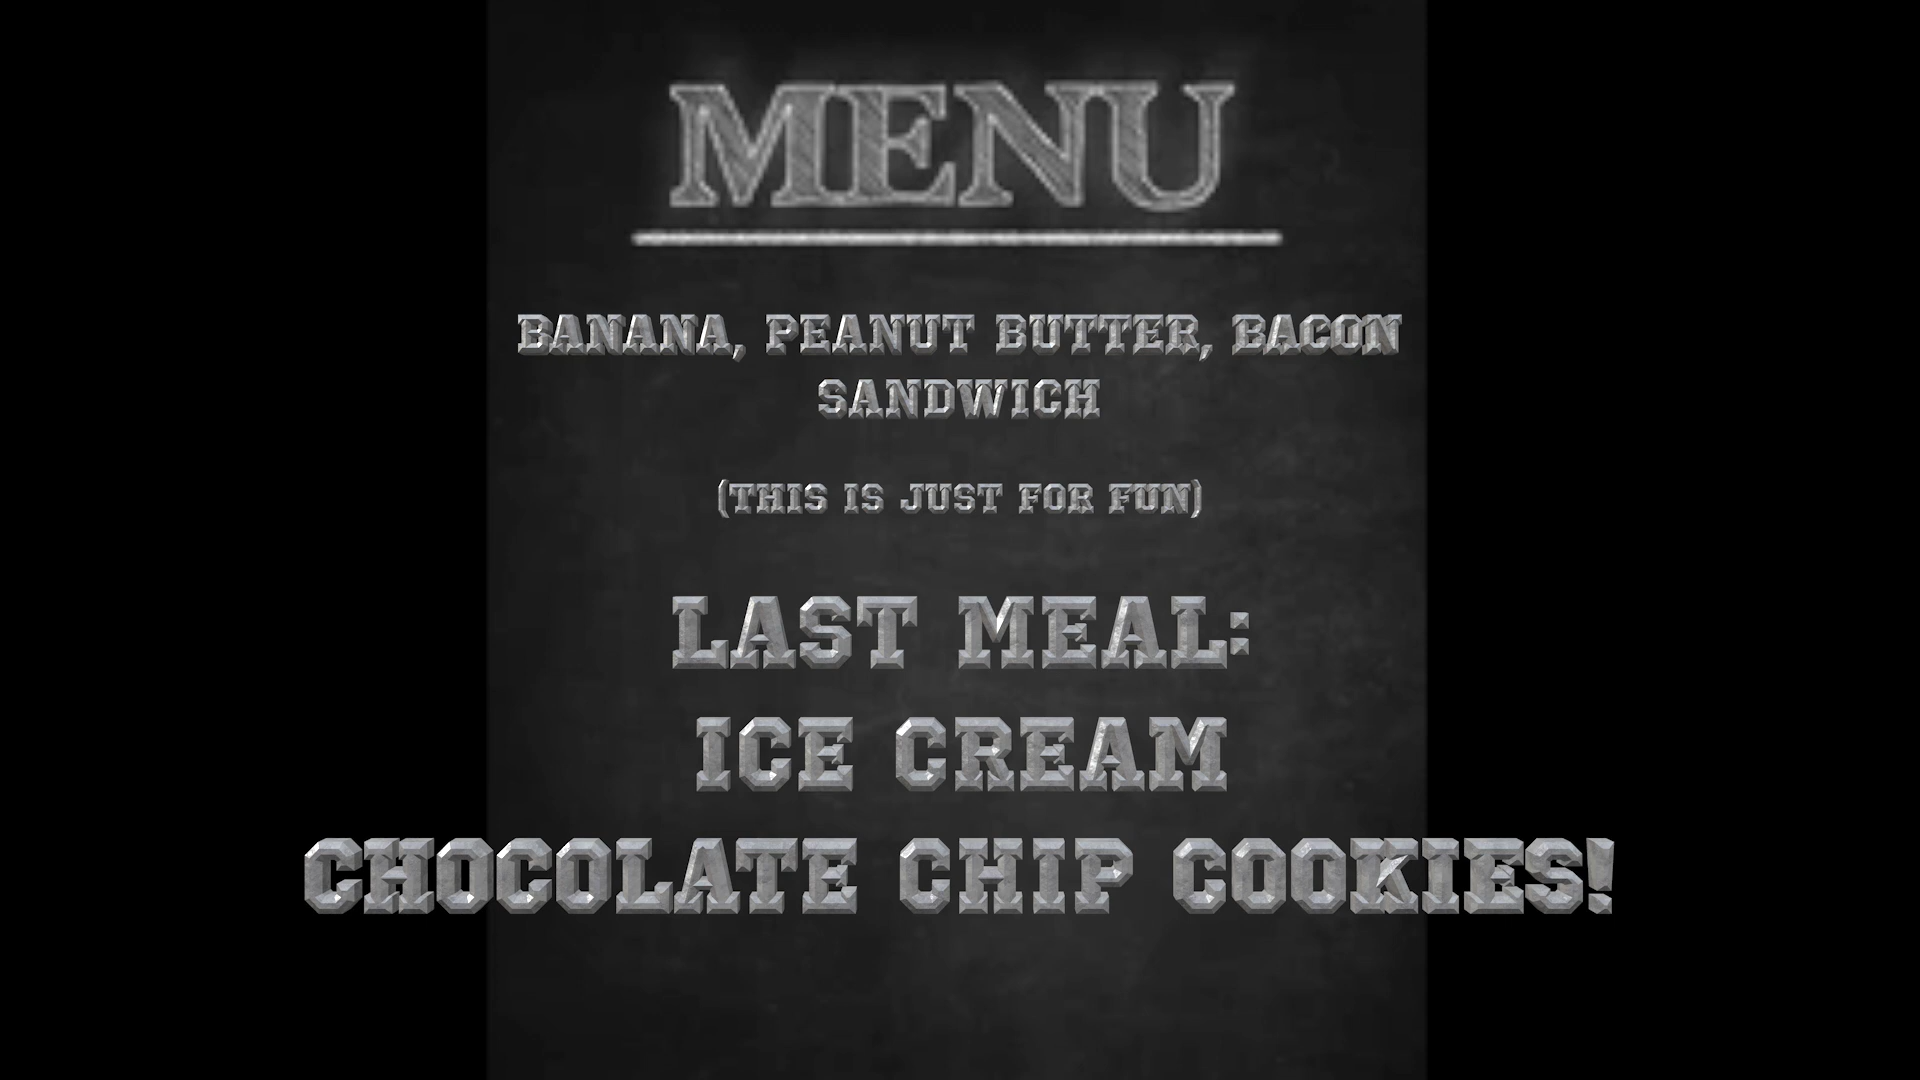 MENU
BANANA, PEANUT BUTTER, BACON
SANDWICH
(THIS IS JUST FOR FUN)
LAST MEAL:
ICE CREAM
CHOCOLATE CHIP COOKIES!